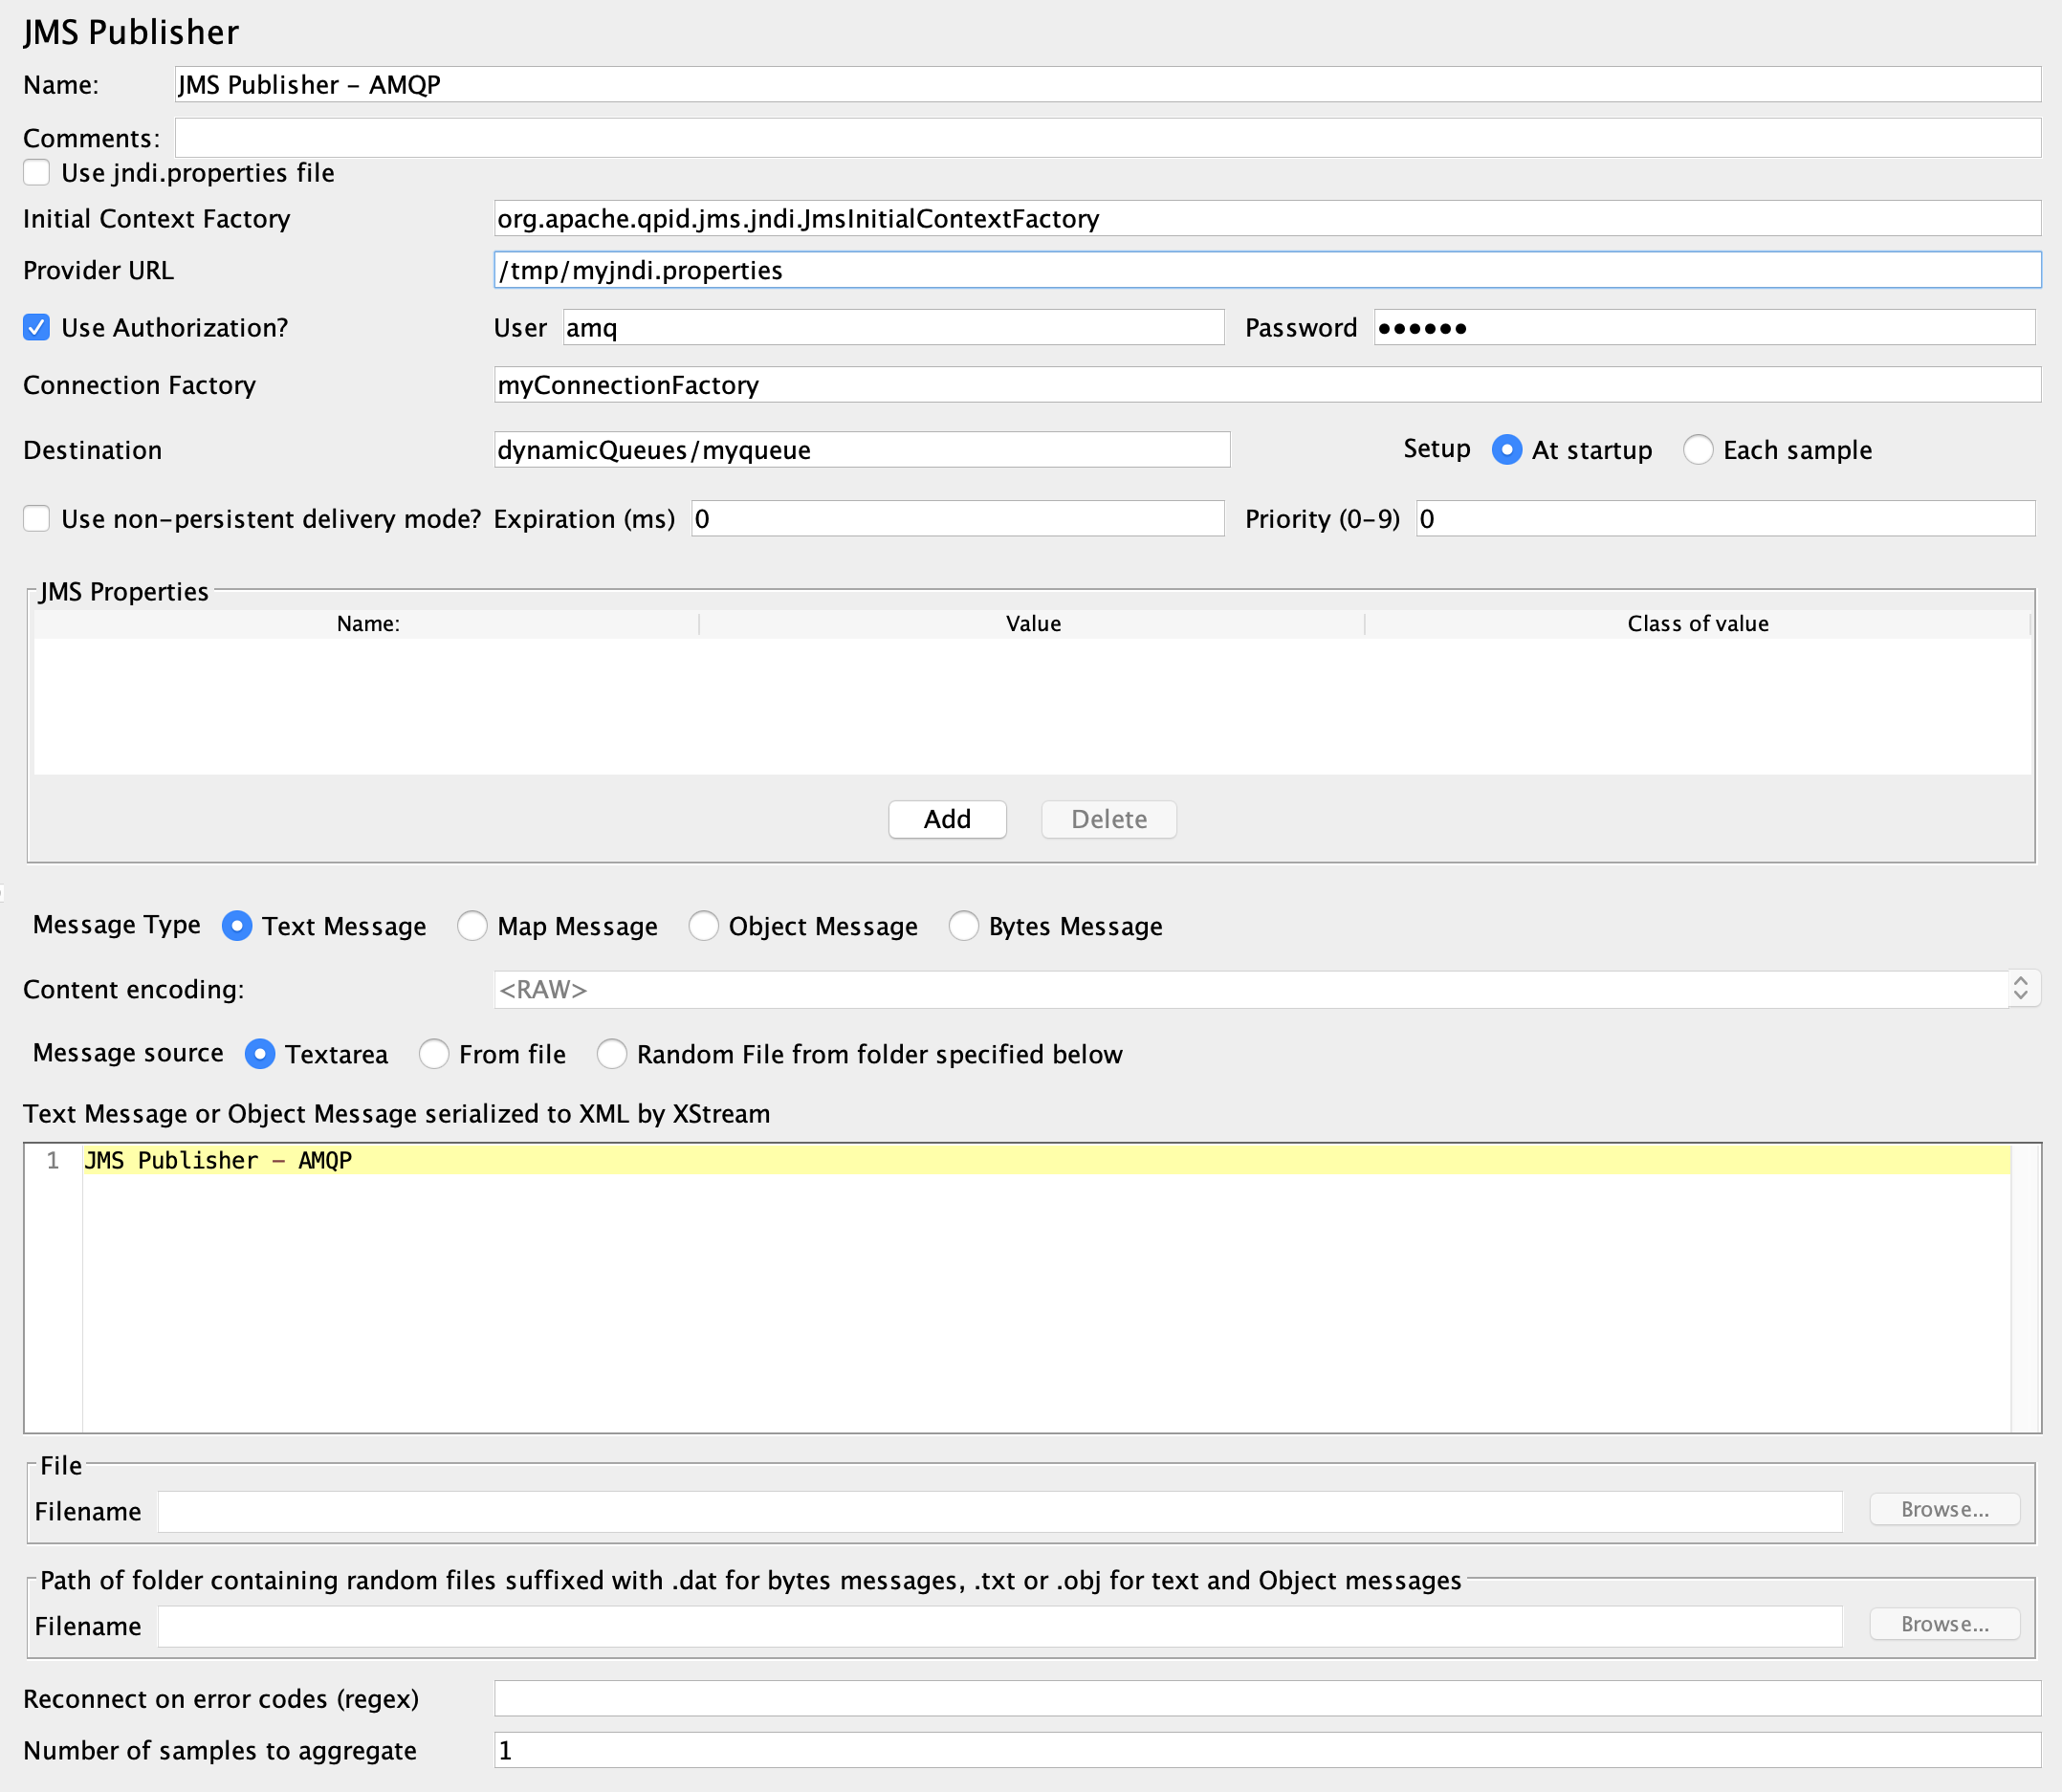 JMS Publisher
Name: JMS Publisher - AMQP
Comments:
Use jndi.properties file
Initial Context Factory org.apache.qpid.jms.jndi.JmsInitialContextFactory
Provider URL /tmp/myjndi.properties
Use Authorization? User amq Password ••••••
Connection Factory myConnectionFactory
Destination dynamicQueues/myqueue Setup At startup Each sample
Use non-persistent delivery mode? Expiration (ms) 0 Priority (0-9) 0
JMS Properties
Name: Value Class of value
Add Delete
Message Type Text Message Map Message Object Message Bytes Message
Content encoding: <RAW>
Message source Textarea From file Random File from folder specified below
Text Message or Object Message serialized to XML by XStream
1 JMS Publisher - AMQP
File
Filename Browse...
Path of folder containing random files suffixed with .dat for bytes messages, .txt or .obj for text and Object messages
Filename Browse...
Reconnect on error codes (regex)
Number of samples to aggregate 1